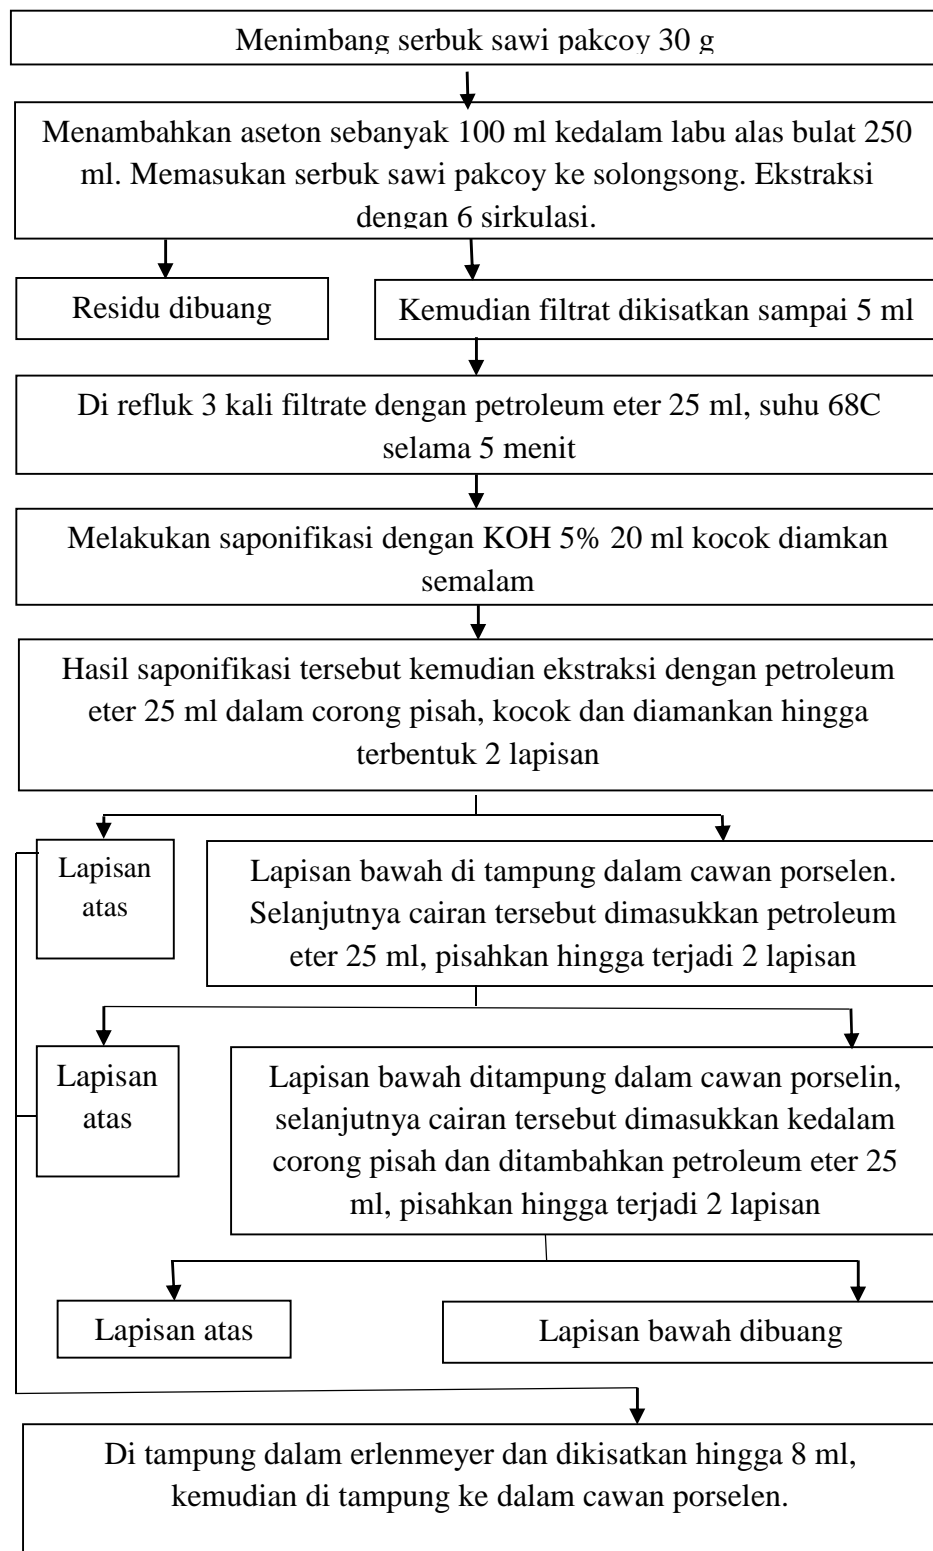 Menimbang serbuk sawi pakcoy 30 g
Menambahkan aseton sebanyak 100 ml kedalam labu alas bulat 250
ml. Memasukan serbuk sawi pakcoy ke solongsong. Ekstraksi
dengan 6 sirkulasi.
Residu dibuang
Kemudian filtrat dikisatkan sampai 5 ml
Di refluk 3 kali filtrate dengan petroleum eter 25 ml, suhu 68C
selama 5 menit
Melakukan saponifikasi dengan KOH 5% 20 ml kocok diamkan
semalam
Hasil saponifikasi tersebut kemudian ekstraksi dengan petroleum
eter 25 ml dalam corong pisah, kocok dan diamankan hingga
terbentuk 2 lapisan
Lapisan
atas
Lapisan bawah di tampung dalam cawan porselen.
Selanjutnya cairan tersebut dimasukkan petroleum
eter 25 ml, pisahkan hingga terjadi 2 lapisan
Lapisan
atas
Lapisan bawah ditampung dalam cawan porselin,
selanjutnya cairan tersebut dimasukkan kedalam
corong pisah dan ditambahkan petroleum eter 25
ml, pisahkan hingga terjadi 2 lapisan
Lapisan atas
Lapisan bawah dibuang
Di tampung dalam erlenmeyer dan dikisatkan hingga 8 ml,
kemudian di tampung ke dalam cawan porselen.